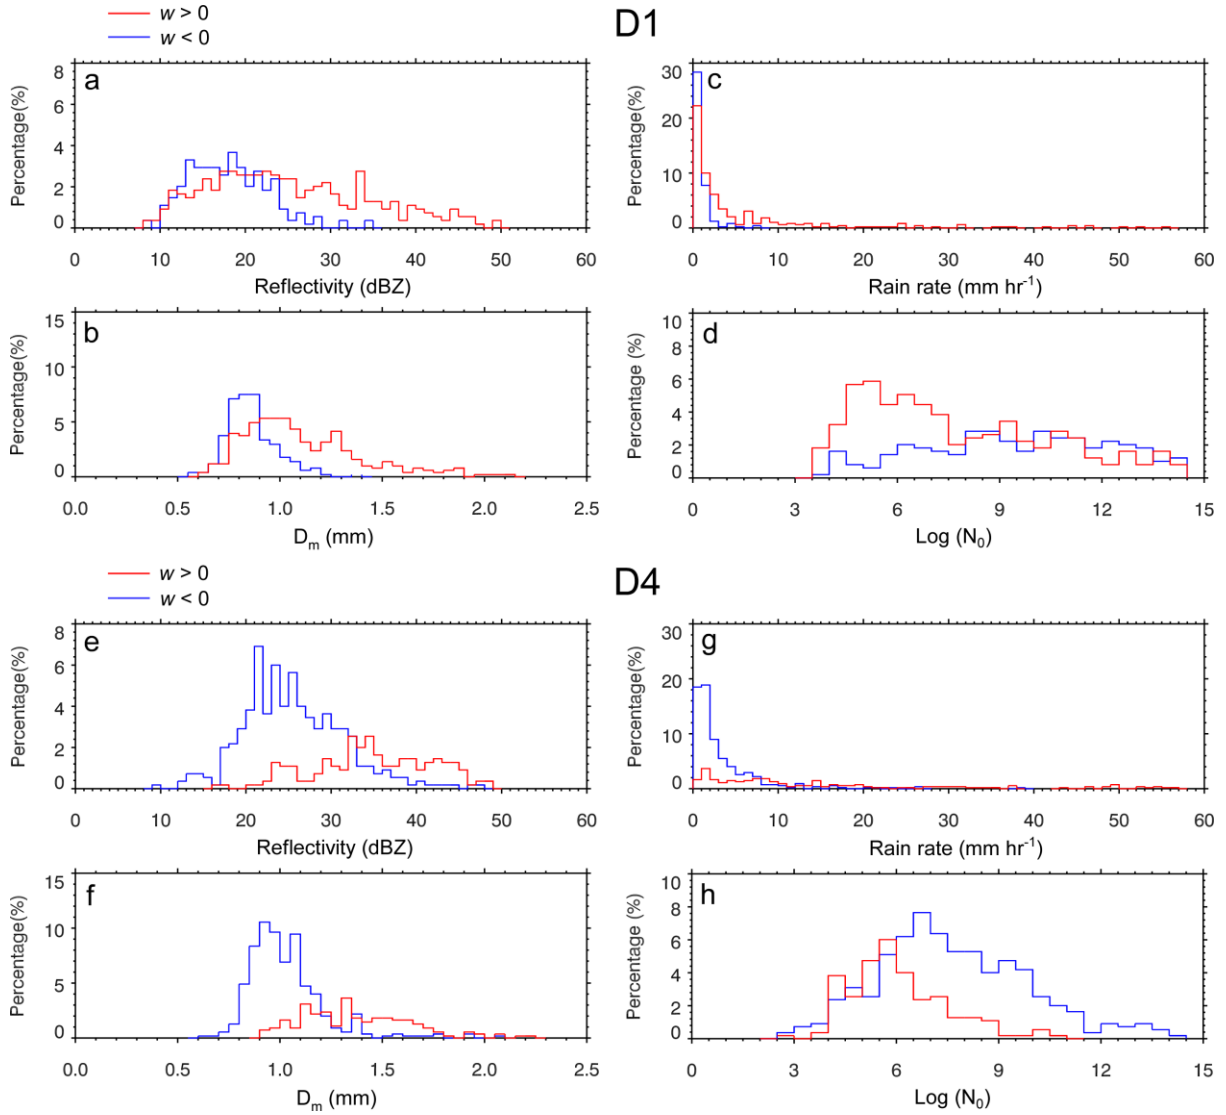 w > 0
w < 0
D1
a
8
6
4
2
0
Percentage(%)
0 10 20 30 40 50 60
Reflectivity (dBZ)
c
30
20
10
0
Percentage(%)
0 10 20 30 40 50 60
Rain rate (mm hr-1)
b
15
10
5
0
Percentage(%)
0.0 0.5 1.0 1.5 2.0 2.5
Dm (mm)
d
10
8
6
4
2
0
Percentage (%)
0 3 6 9 12 15
Log (N0)
w > 0
w < 0
D4
e
8
6
4
2
0
Percentage(%)
0 10 20 30 40 50 60
Reflectivity (dBZ)
g
30
20
10
0
Percentage(%)
0 10 20 30 40 50 60
Rain rate (mm hr-1)
f
15
10
5
0
Percentage(%)
0.0 0.5 1.0 1.5 2.0 2.5
Dm (mm)
h
10
8
6
4
2
0
Percentage (%)
0 3 6 9 12 15
Log (N0)